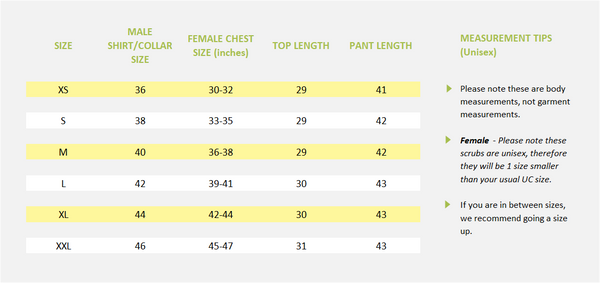 SIZE MALE SHIRT/COLLAR SIZE FEMALE CHEST SIZE (inches) TOP LENGTH PANT LENGTH
XS 36 30-32 29 41
S 38 33-35 29 42
M 40 36-38 29 42
L 42 39-41 30 43
XL 44 42-44 30 43
XXL 46 45-47 31 43
MEASUREMENT TIPS
(Unisex)
Please note these are body
measurements, not garment
measurements.
Female - Please note these
scrubs are unisex, therefore
they will be 1 size smaller
than your usual UC size.
If you are in between sizes,
we recommend going a size
up.